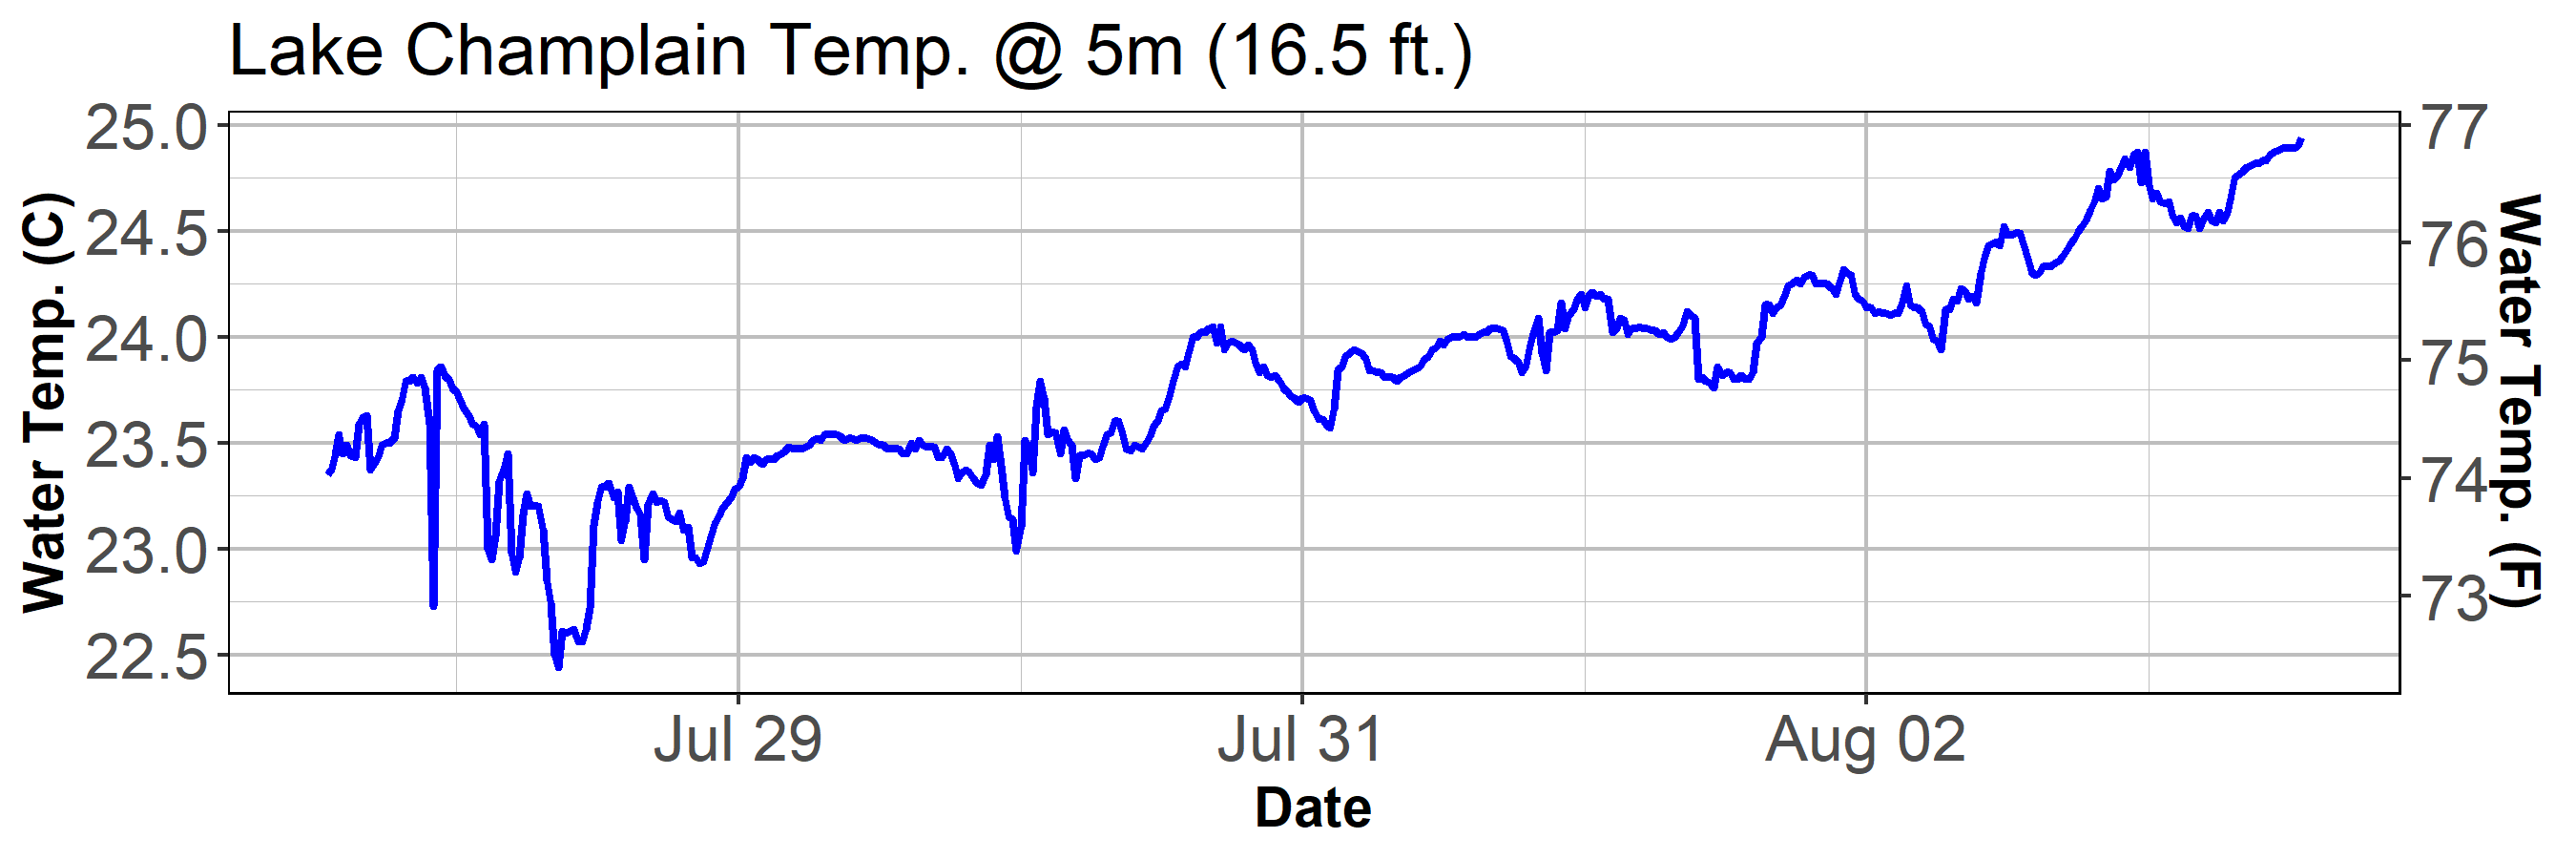 Lake Champlain Temp. @ 5m (16.5 ft.)
Water Temp. (C)
25.0
24.5
24.0
23.5
23.0
22.5
77
76
75
74
73
Water Temp. (F)
Jul 29
Jul 31
Aug 02
Date